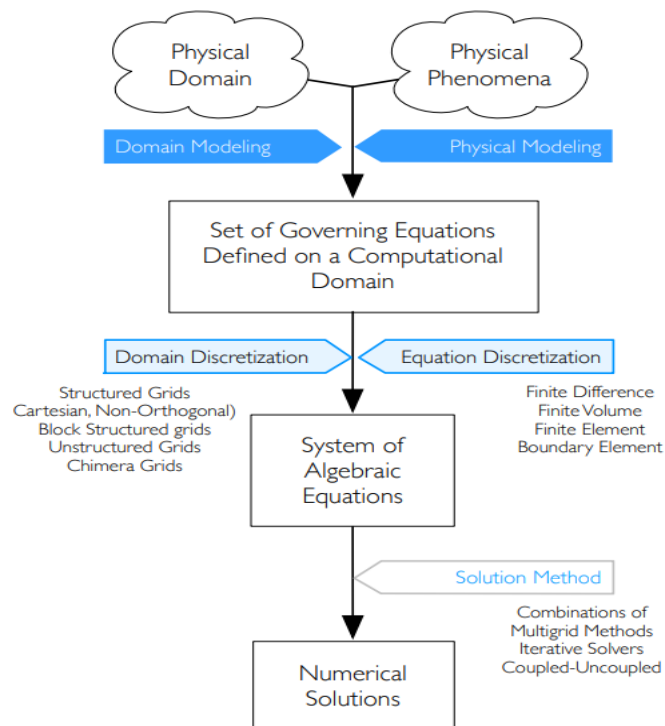 Physical
Domain
Physical
Phenomena
Domain Modeling
Physical Modeling
Set of Governing Equations
Defined on a Computational
Domain
Domain Discretization
Equation Discretization
Structured Grids
Cartesian, Non-Orthogonal)
Block Structured grids
Unstructured Grids
Chimera Grids
Finite Difference
Finite Volume
Finite Element
Boundary Element
System of
Algebraic
Equations
Solution Method
Combinations of
Multigrid Methods
Iterative Solvers
Coupled-Uncoupled
Numerical
Solutions